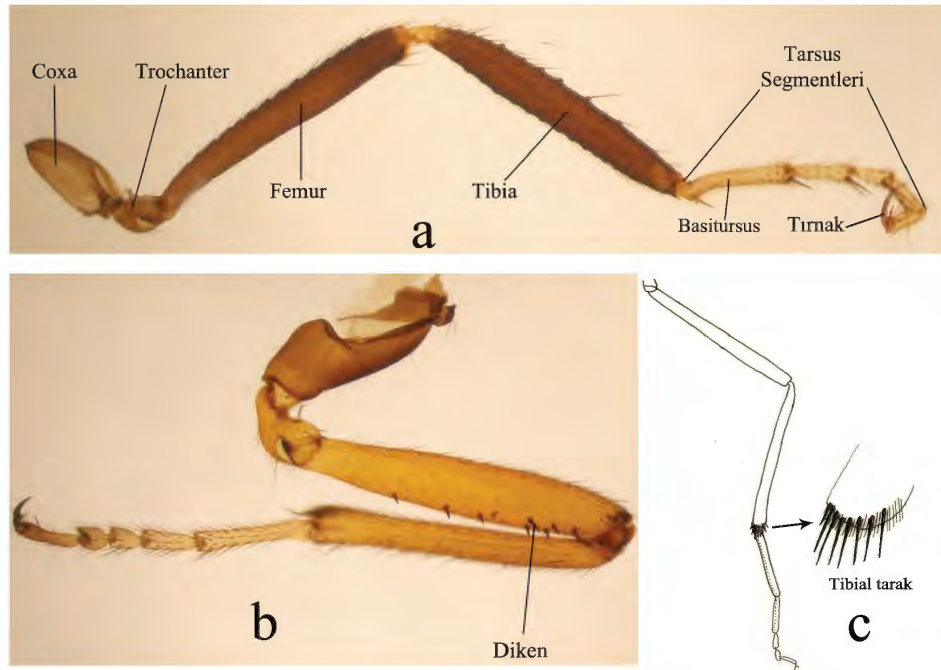 Coxa
Trochanter
Tarsus
Segmentleri
Femur
Tibia
Basitursus
Tırnak
a
b
Diken
Tibial tarak
c